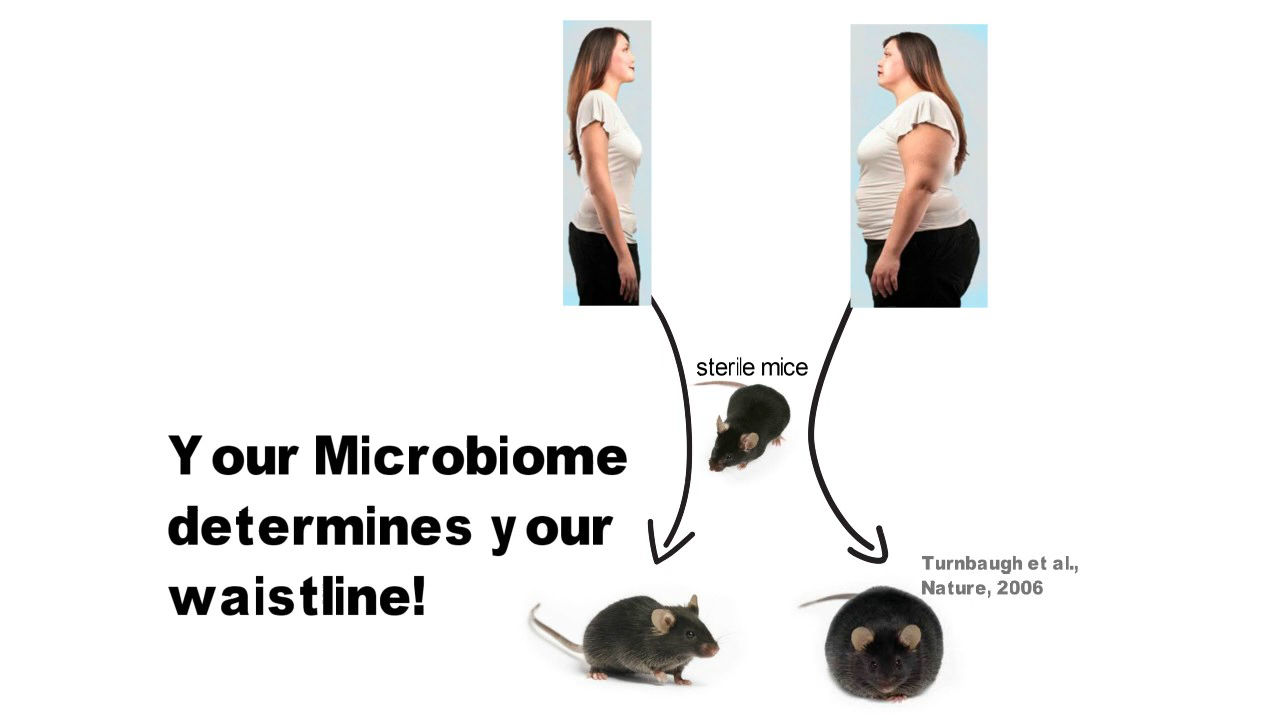 sterile mice
Your Microbiome
determines your
waistline!
Turnbaugh et al.,
Nature, 2006